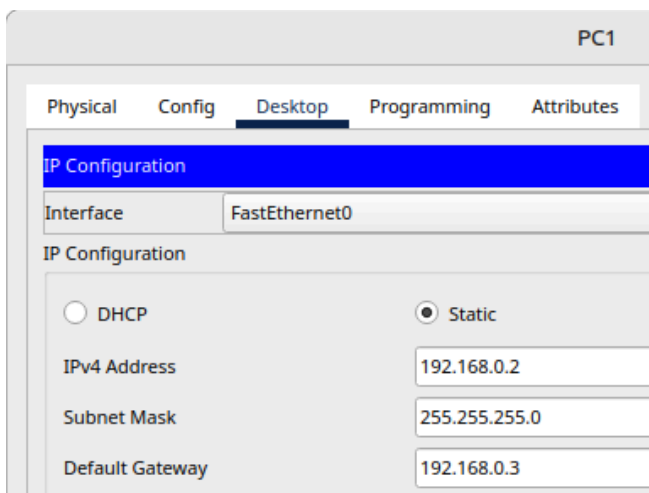 PC1
Physical Config Desktop Programming Attributes
IP Configuration
Interface FastEthernet0
IP Configuration
DHCP Static
IPv4 Address 192.168.0.2
Subnet Mask 255.255.255.0
Default Gateway 192.168.0.3